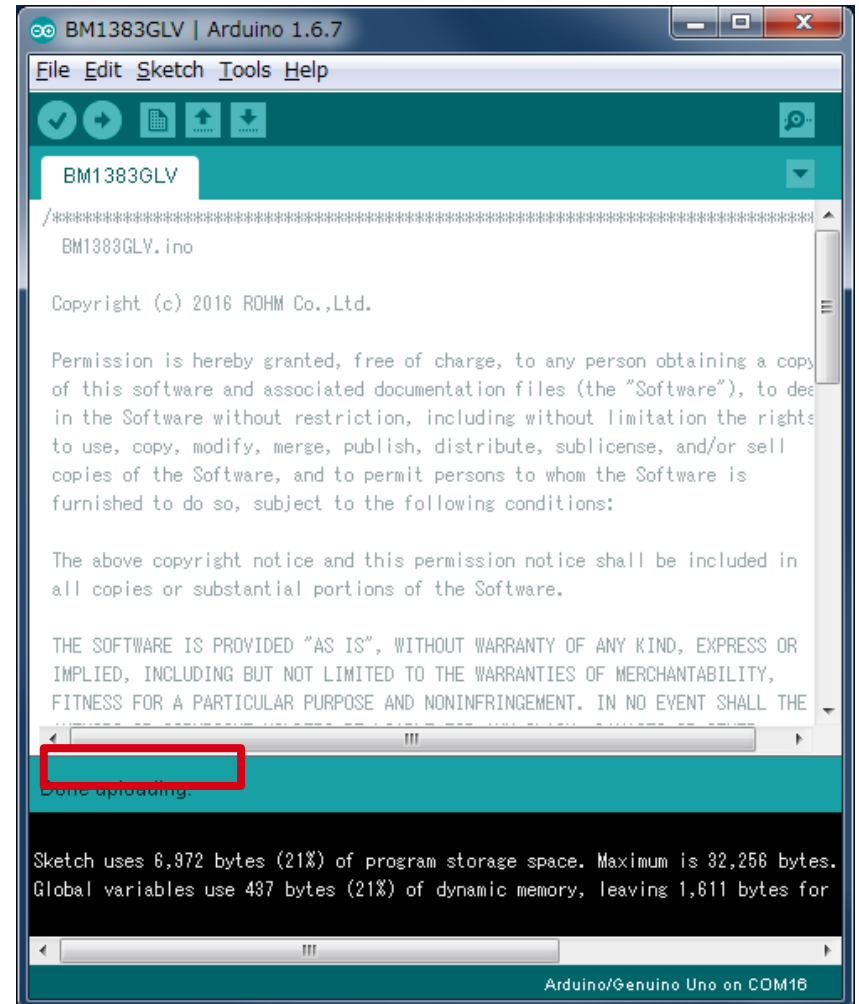 BM1383GLV | Arduino 1.6.7
File Edit Sketch Tools Help
BM1383GLV
/******************************************************************************
BM1383GLV.ino
Copyright (c) 2016 ROHM Co.,Ltd.
Permission is hereby granted, free of charge, to any person obtaining a copy
of this software and associated documentation files (the "Software"), to dea
in the Software without restriction, including without limitation the rights
to use, copy, modify, merge, publish, distribute, sublicense, and/or sell
copies of the Software, and to permit persons to whom the Software is
furnished to do so, subject to the following conditions:
The above copyright notice and this permission notice shall be included in
all copies or substantial portions of the Software.
THE SOFTWARE IS PROVIDED "AS IS", WITHOUT WARRANTY OF ANY KIND, EXPRESS OR
IMPLIED, INCLUDING BUT NOT LIMITED TO THE WARRANTIES OF MERCHANTABILITY,
FITNESS FOR A PARTICULAR PURPOSE AND NONINFRINGEMENT. IN NO EVENT SHALL THE
Done uploading.
Sketch uses 6,972 bytes (21%) of program storage space. Maximum is 32,256 bytes.
Global variables use 437 bytes (21%) of dynamic memory, leaving 1,611 bytes for
Arduino/Genuino Uno on COM16